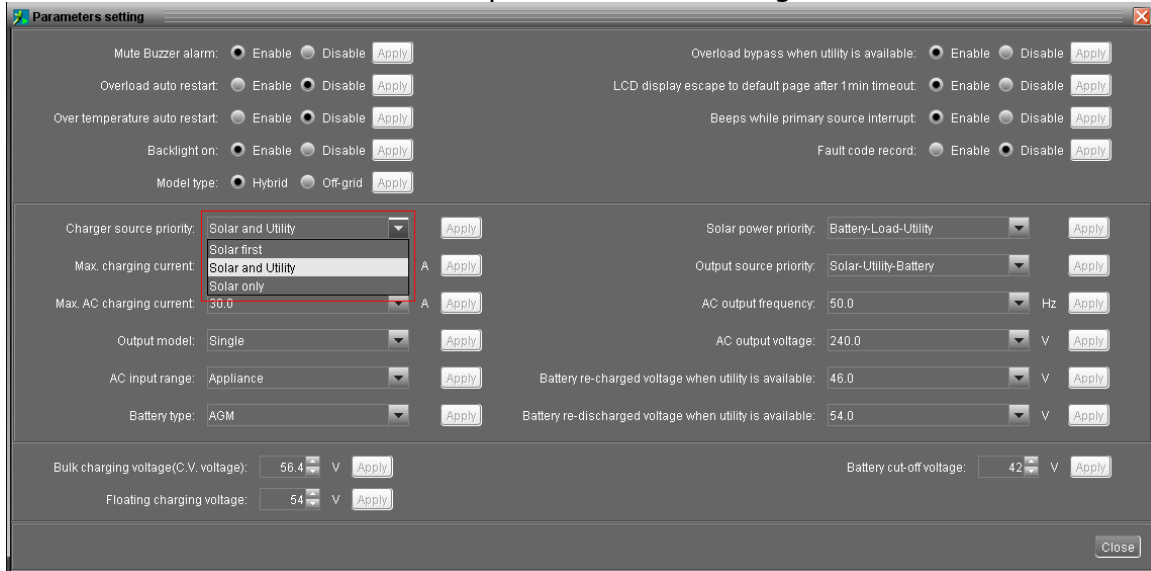 Parameters setting
Mute Buzzer alarm: Enable Disable Apply Overload bypass when utility is available: Enable Disable Apply
Overload auto restart: Enable Disable Apply LCD display escape to default page after 1min timeout: Enable Disable Apply
Over temperature auto restart: Enable Disable Apply Beeps while primary source interrupt: Enable Disable Apply
Backlight on: Enable Disable Apply Fault code record: Enable Disable Apply
Model type: Hybrid Off-grid Apply
Charger source priority: Solar and Utility Apply Solar power priority: Battery-Load-Utility Apply
Solar first
Max. charging current: Solar and Utility A Apply Output source priority: Solar-Utility-Battery Apply
Solar only
Max. AC charging current: 30.0 A Apply AC output frequency: 50.0 Hz Apply
Output model: Single Apply AC output voltage: 240.0 V Apply
AC input range: Appliance Apply Battery re-charged voltage when utility is available: 46.0 V Apply
Battery type: AGM Apply Battery re-discharged voltage when utility is available: 54.0 V Apply
Bulk charging voltage(C.V. voltage): 56.4 V Apply Battery cut-off voltage: 42 V Apply
Floating charging voltage: 54 V Apply
Close